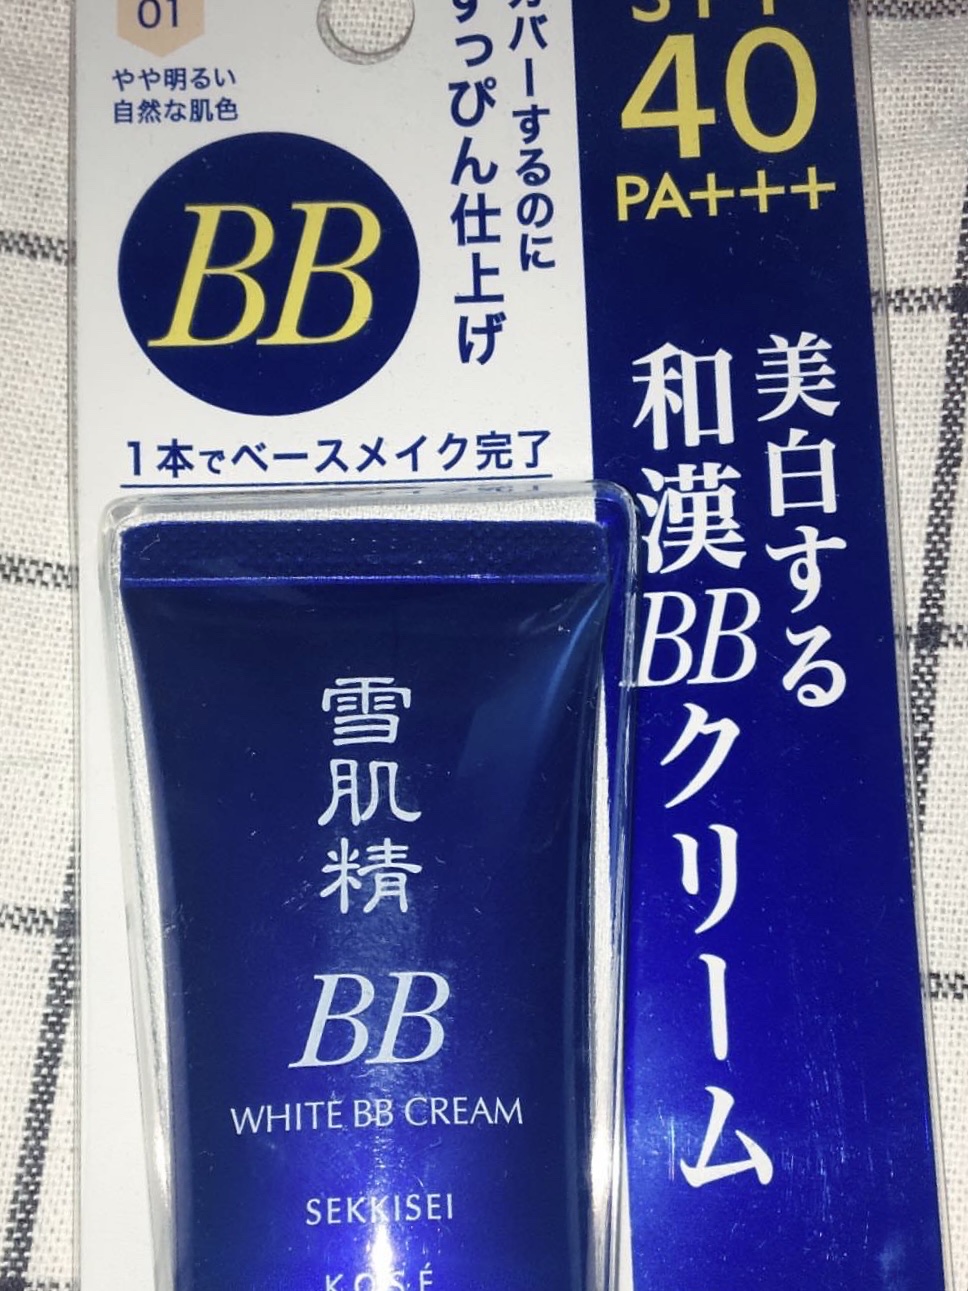 01
やや明るい
自然な肌色
カバーするのに
すっぴん仕上げ
BB
1本でベースメイク完了
SPF
40
PA+++
美白する
和漢BBクリーム
雪肌精
BB
WHITE BB CREAM
SEKKISEI
KOSÉ